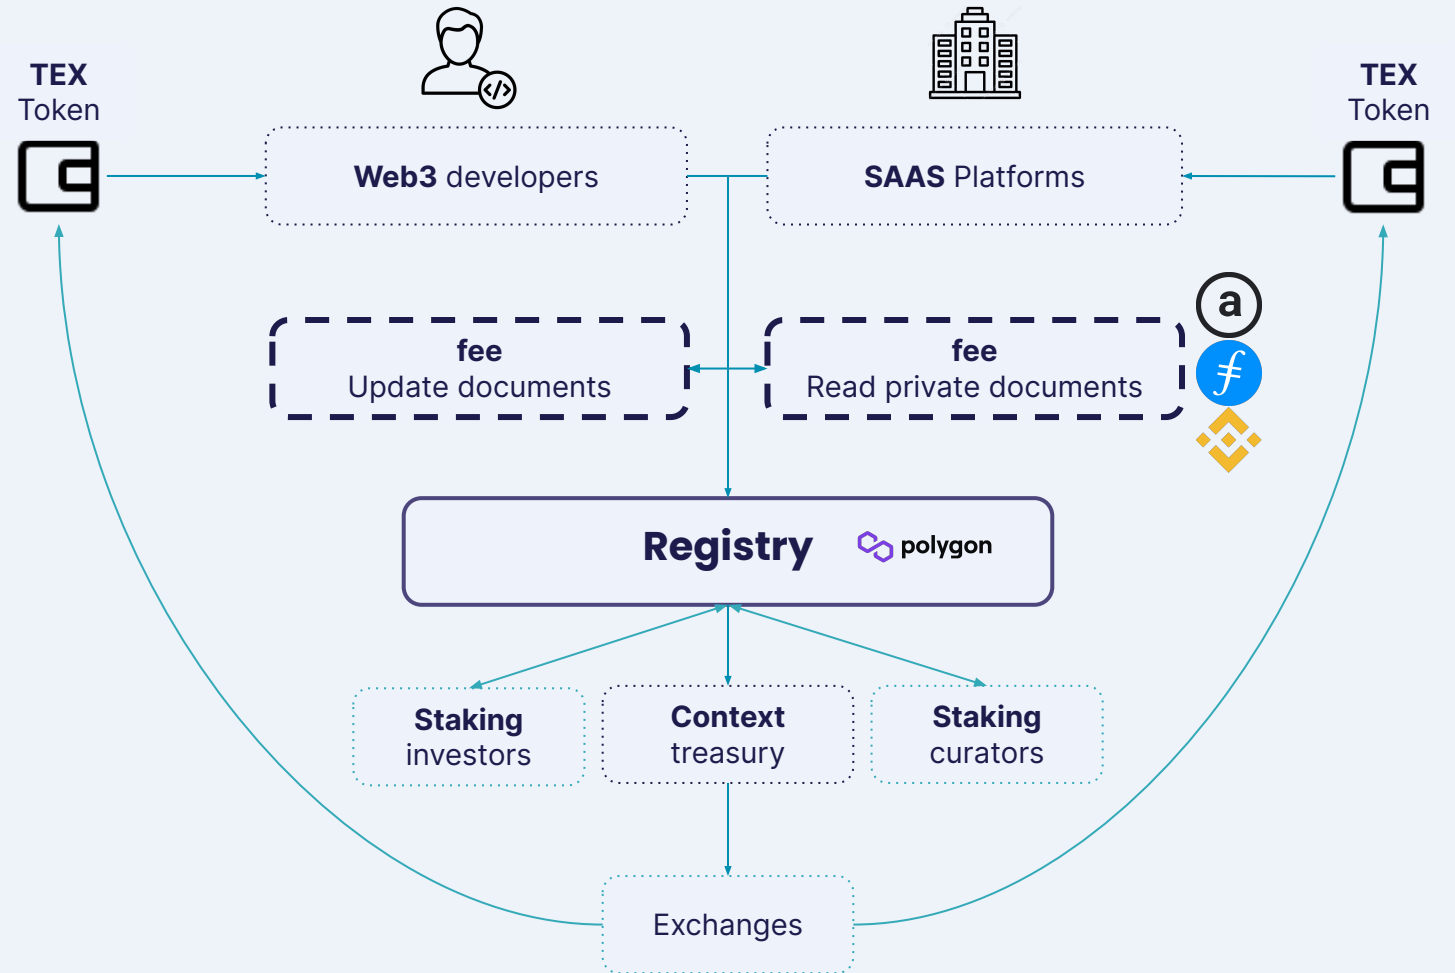 TEX
Token
TEX
Token
</>
Web3 developers
SAAS Platforms
fee
Update documents
fee
Read private documents
a
Registry
polygon
Staking
investors
Context
treasury
Staking
curators
Exchanges